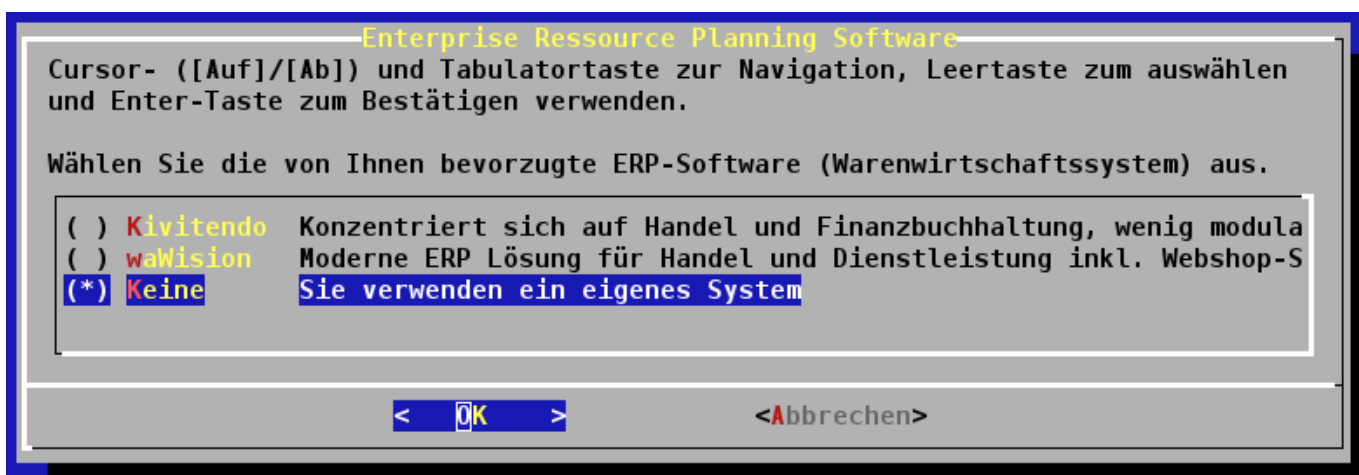 Enterprise Ressource Planning Software
Cursor- ([Auf]/[Ab]) und Tabulatortaste zur Navigation, Leertaste zum auswählen
und Enter-Taste zum Bestätigen verwenden.
Wählen Sie die von Ihnen bevorzugte ERP-Software (Warenwirtschaftssystem) aus.
( ) Kivitendo Konzentriert sich auf Handel und Finanzbuchhaltung, wenig modula
( ) waWision Moderne ERP Lösung für Handel und Dienstleistung inkl. Webshop-S
(*) Keine Sie verwenden ein eigenes System
< OK > <Abbrechen>